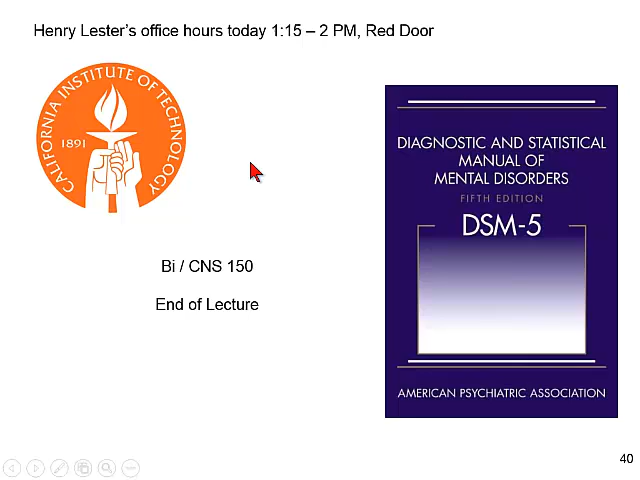 Henry Lester's office hours today 1:15 – 2 PM, Red Door
CALIFORNIA INSTITUTE OF TECHNOLOGY
1891
DIAGNOSTIC AND STATISTICAL
MANUAL OF
MENTAL DISORDERS
FIFTH EDITION
DSM-5
AMERICAN PSYCHIATRIC ASSOCIATION
Bi / CNS 150
End of Lecture
40